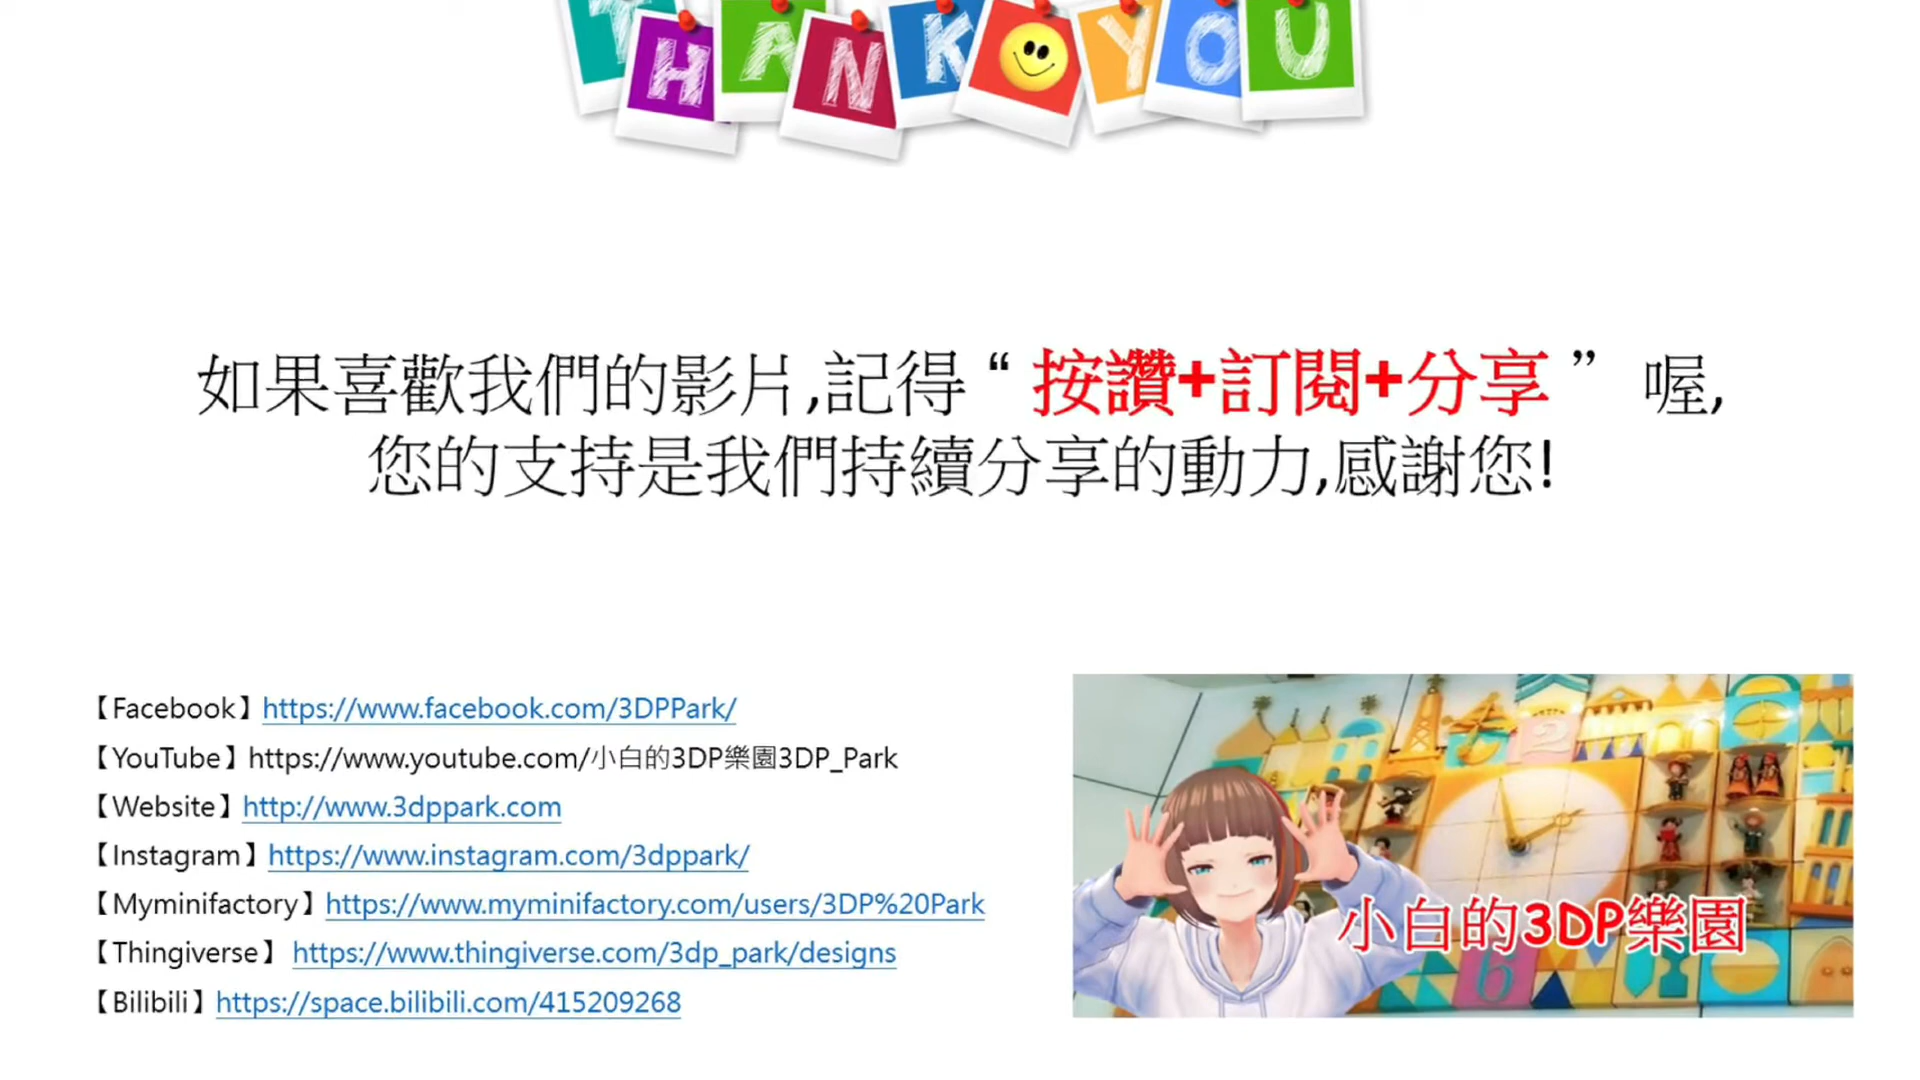 THANK YOU
如果喜歡我們的影片,記得“按讚+訂閱+分享”喔,
您的支持是我們持續分享的動力,感謝您!
【Facebook】https://www.facebook.com/3DPPark/
【YouTube】https://www.youtube.com/小白的3DP樂園3DP_Park
【Website】http://www.3dppark.com
【Instagram】https://www.instagram.com/3dppark/
【Myminifactory】https://www.myminifactory.com/users/3DP%20Park
【Thingiverse】 https://www.thingiverse.com/3dp_park/designs
【Bilibili】https://space.bilibili.com/415209268
2
小白的3DP樂園
6